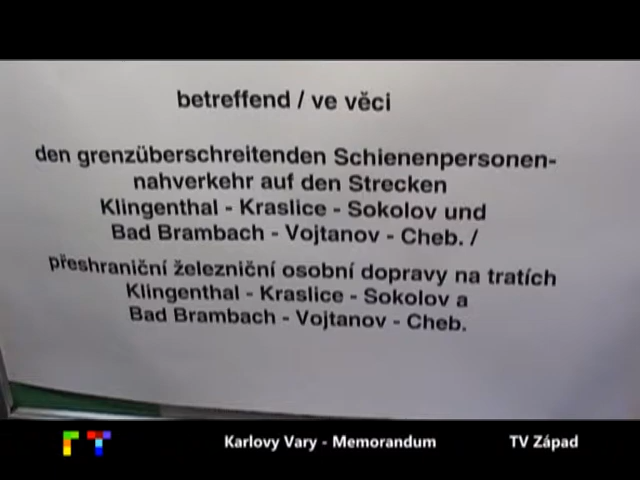 betreffend / ve věci
den grenzüberschreitenden Schienenpersonen-
nahverkehr auf den Strecken
Klingenthal - Kraslice - Sokolov und
Bad Brambach - Vojtanov - Cheb. /
přeshraniční železniční osobní dopravy na tratích
Klingenthal - Kraslice - Sokolov a
Bad Brambach - Vojtanov - Cheb.
Karlovy Vary - Memorandum TV Západ